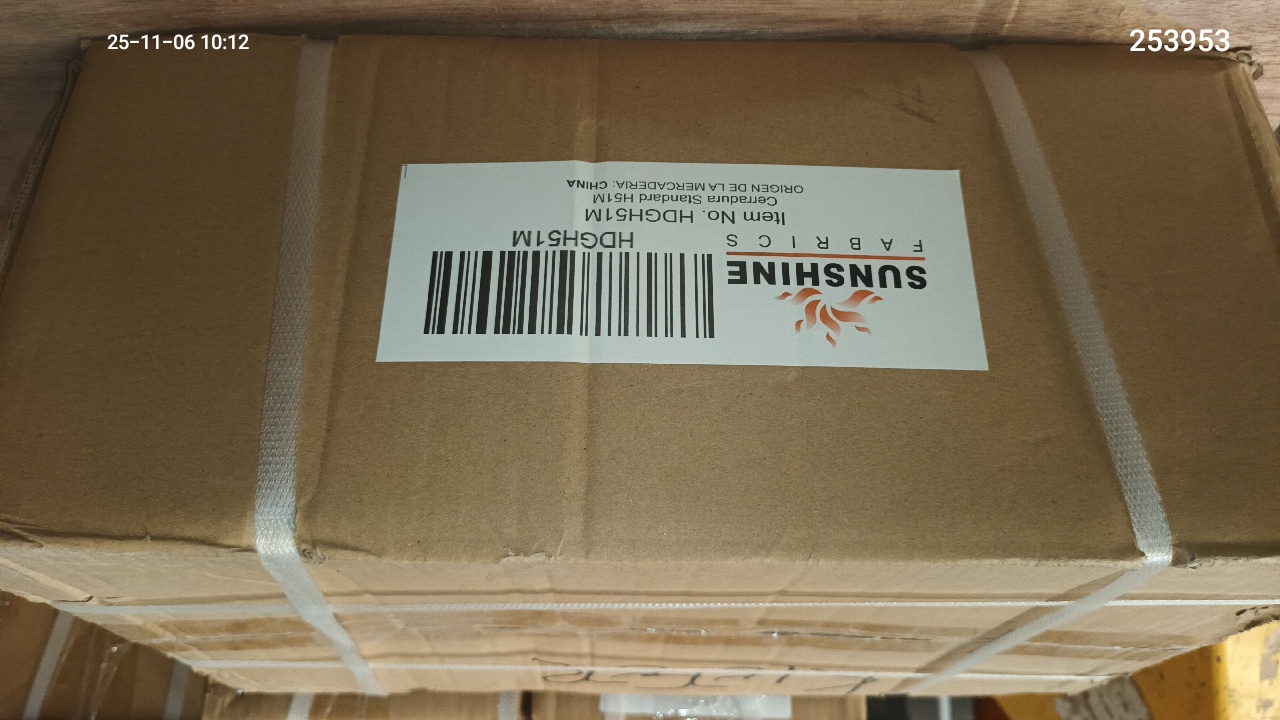 25-11-06 10:12
253953
SUNSHINE
FABRICS
HDGH51M
Item No. HDGH51M
Cerradura Standard H51M
ORIGEN DE LA MERCADERIA: CHINA